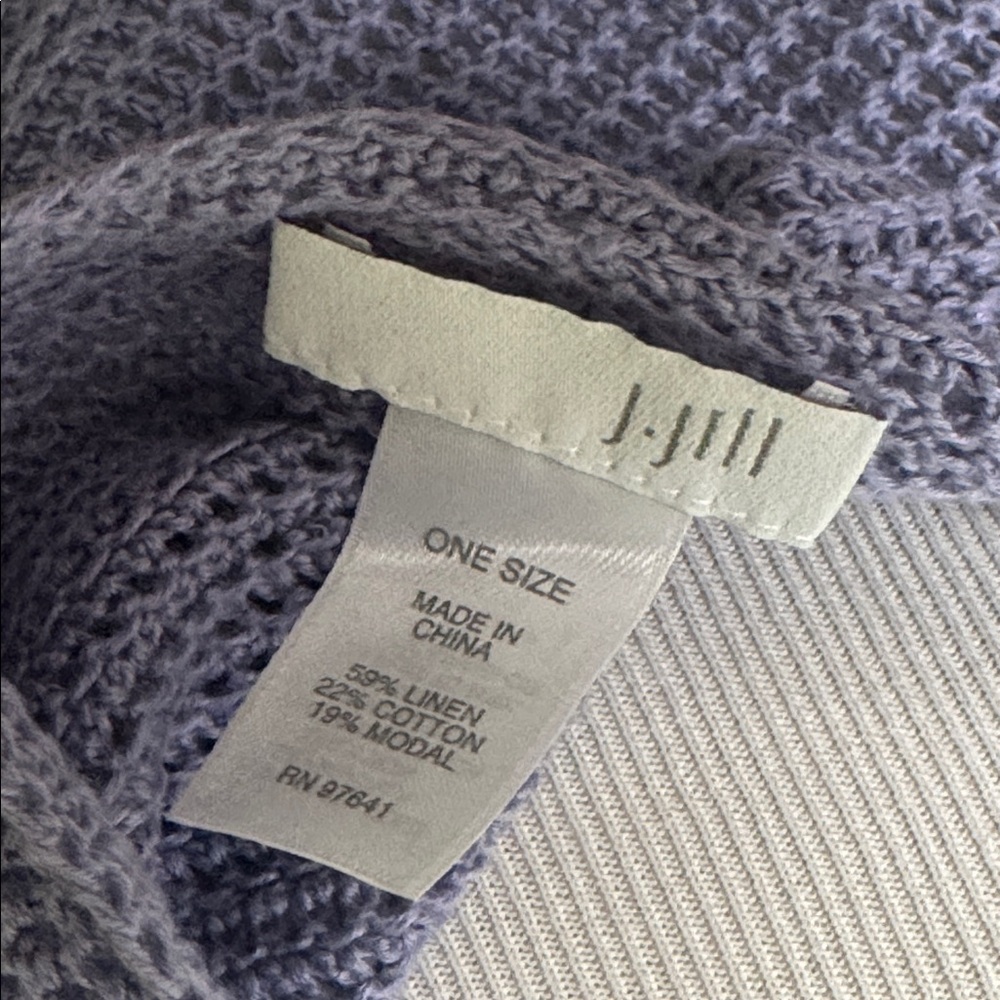 J.Jill
ONE SIZE
MADE IN
CHINA
59% LINEN
22% COTTON
19% MODAL
RN 97641